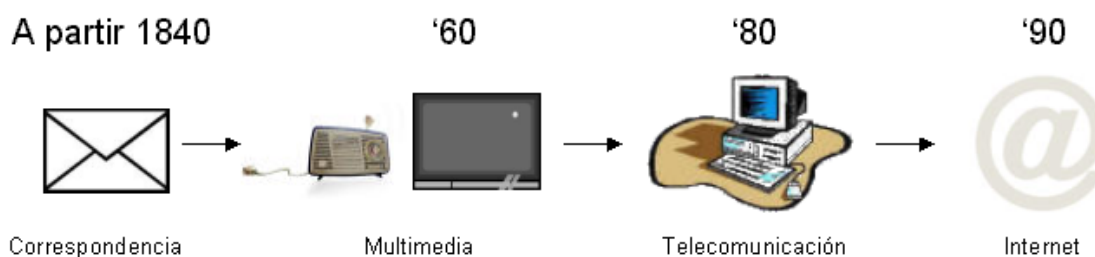 A partir 1840 ‘60 ‘80 ‘90
@
Correspondencia Multimedia Telecomunicación Internet